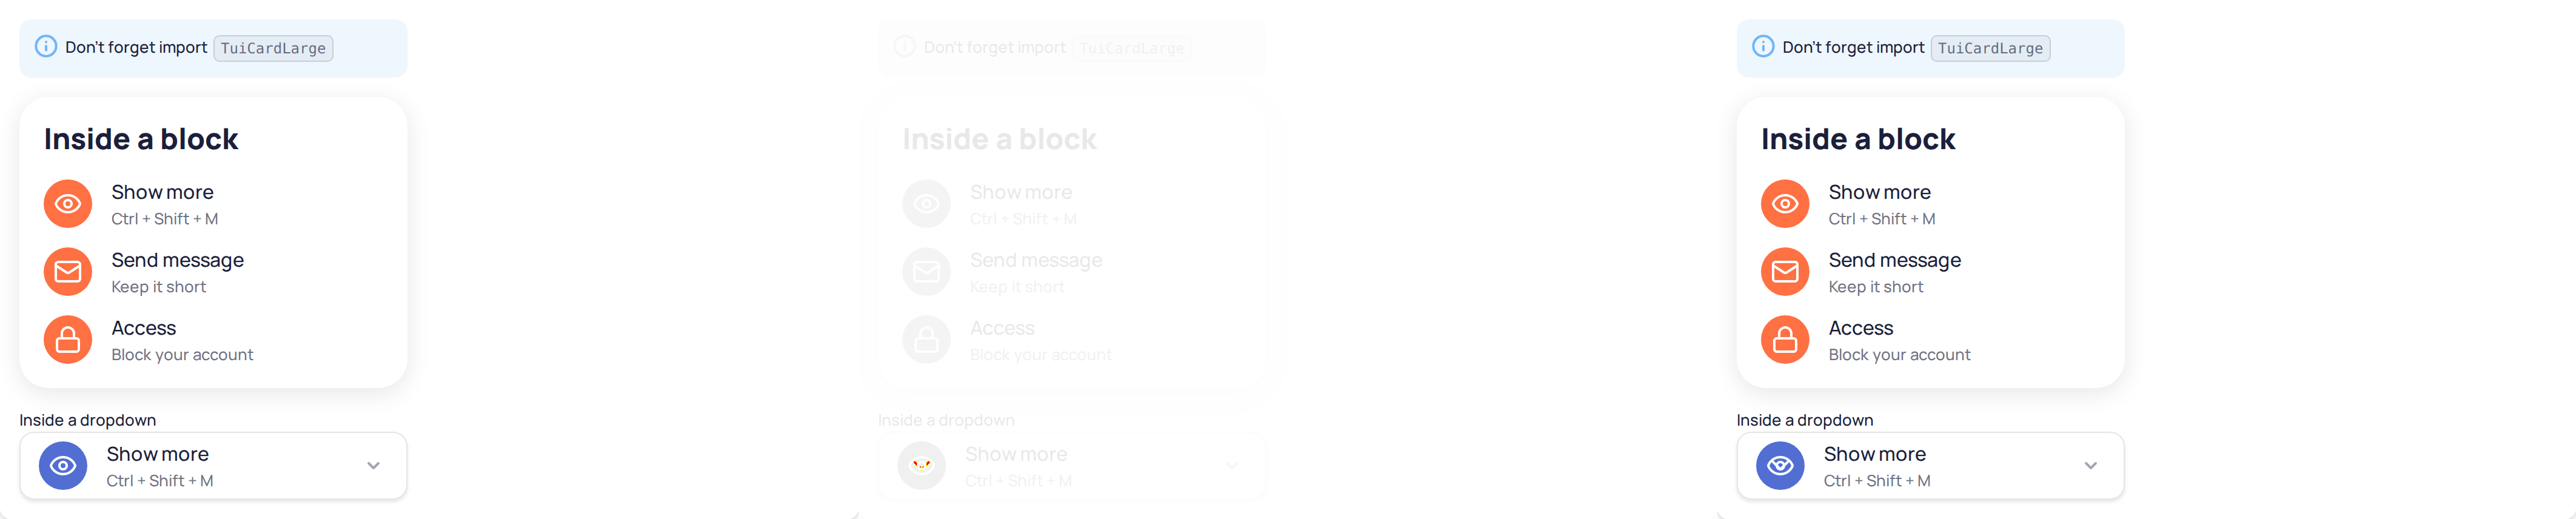 Don't forget import TuiCardLarge
Inside a block
Show more
Ctrl + Shift + M
Send message
Keep it short
Access
Block your account
Inside a dropdown
Show more
Ctrl + Shift + M
Don't forget import TuiCardLarge
Inside a block
Show more
Ctrl + Shift + M
Send message
Keep it short
Access
Block your account
Inside a dropdown
Show more
Ctrl + Shift + M
Don't forget import TuiCardLarge
Inside a block
Show more
Ctrl + Shift + M
Send message
Keep it short
Access
Block your account
Inside a dropdown
Show more
Ctrl + Shift + M